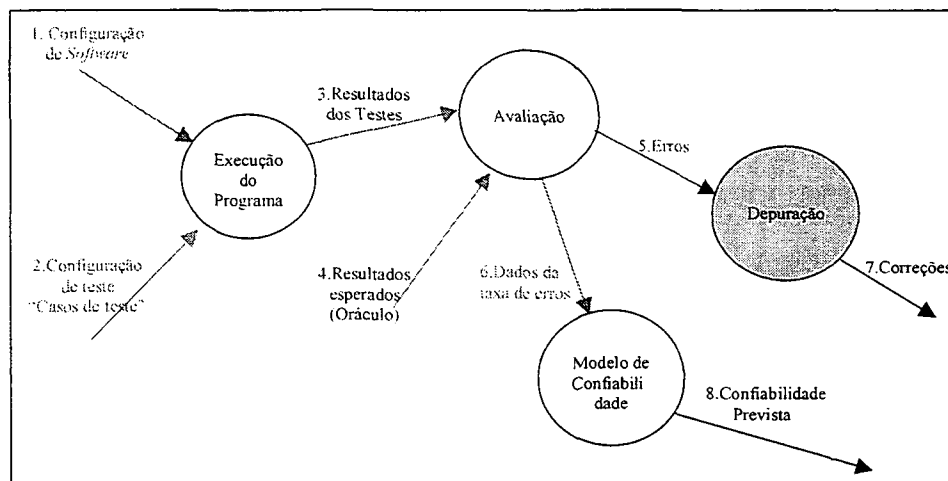 1. Configuração
de Software
3.Resultados
dos Testes
Avaliação
5.Erros
Execução
do
Programa
Depuração
2.Configuração
de teste
“Casos de teste”
4.Resultados
esperados
(Oráculo)
6.Dados da
taxa de erros
7.Correções
Modelo de
Confiabili
dade
8.Confiabilidade
Prevista